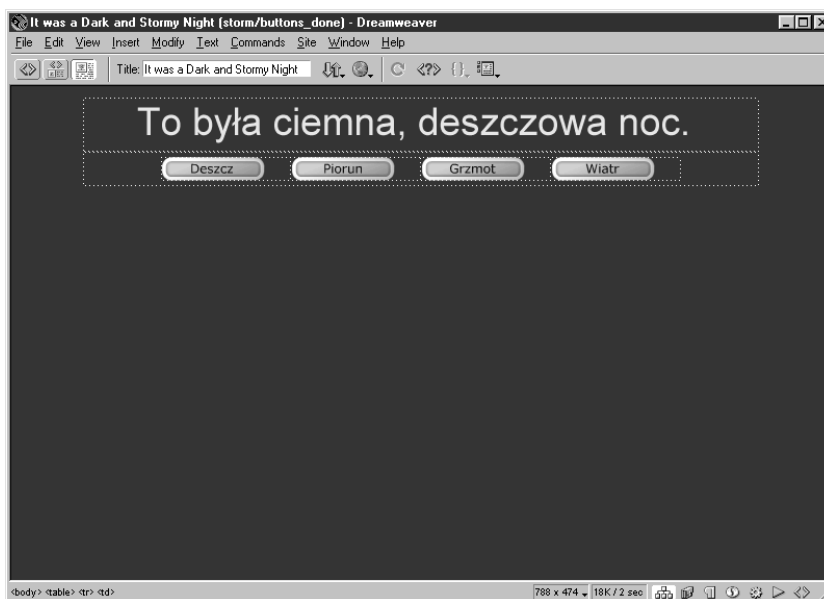 It was a Dark and Stormy Night (storm/buttons_done) - Dreamweaver
File Edit View Insert Modify Text Commands Site Window Help
Title: It was a Dark and Stormy Night
To była ciemna, deszczowa noc.
Deszcz Piorun Grzmot Wiatr
<body> <table> <tr> <td> 788 x 474 18K / 2 sec